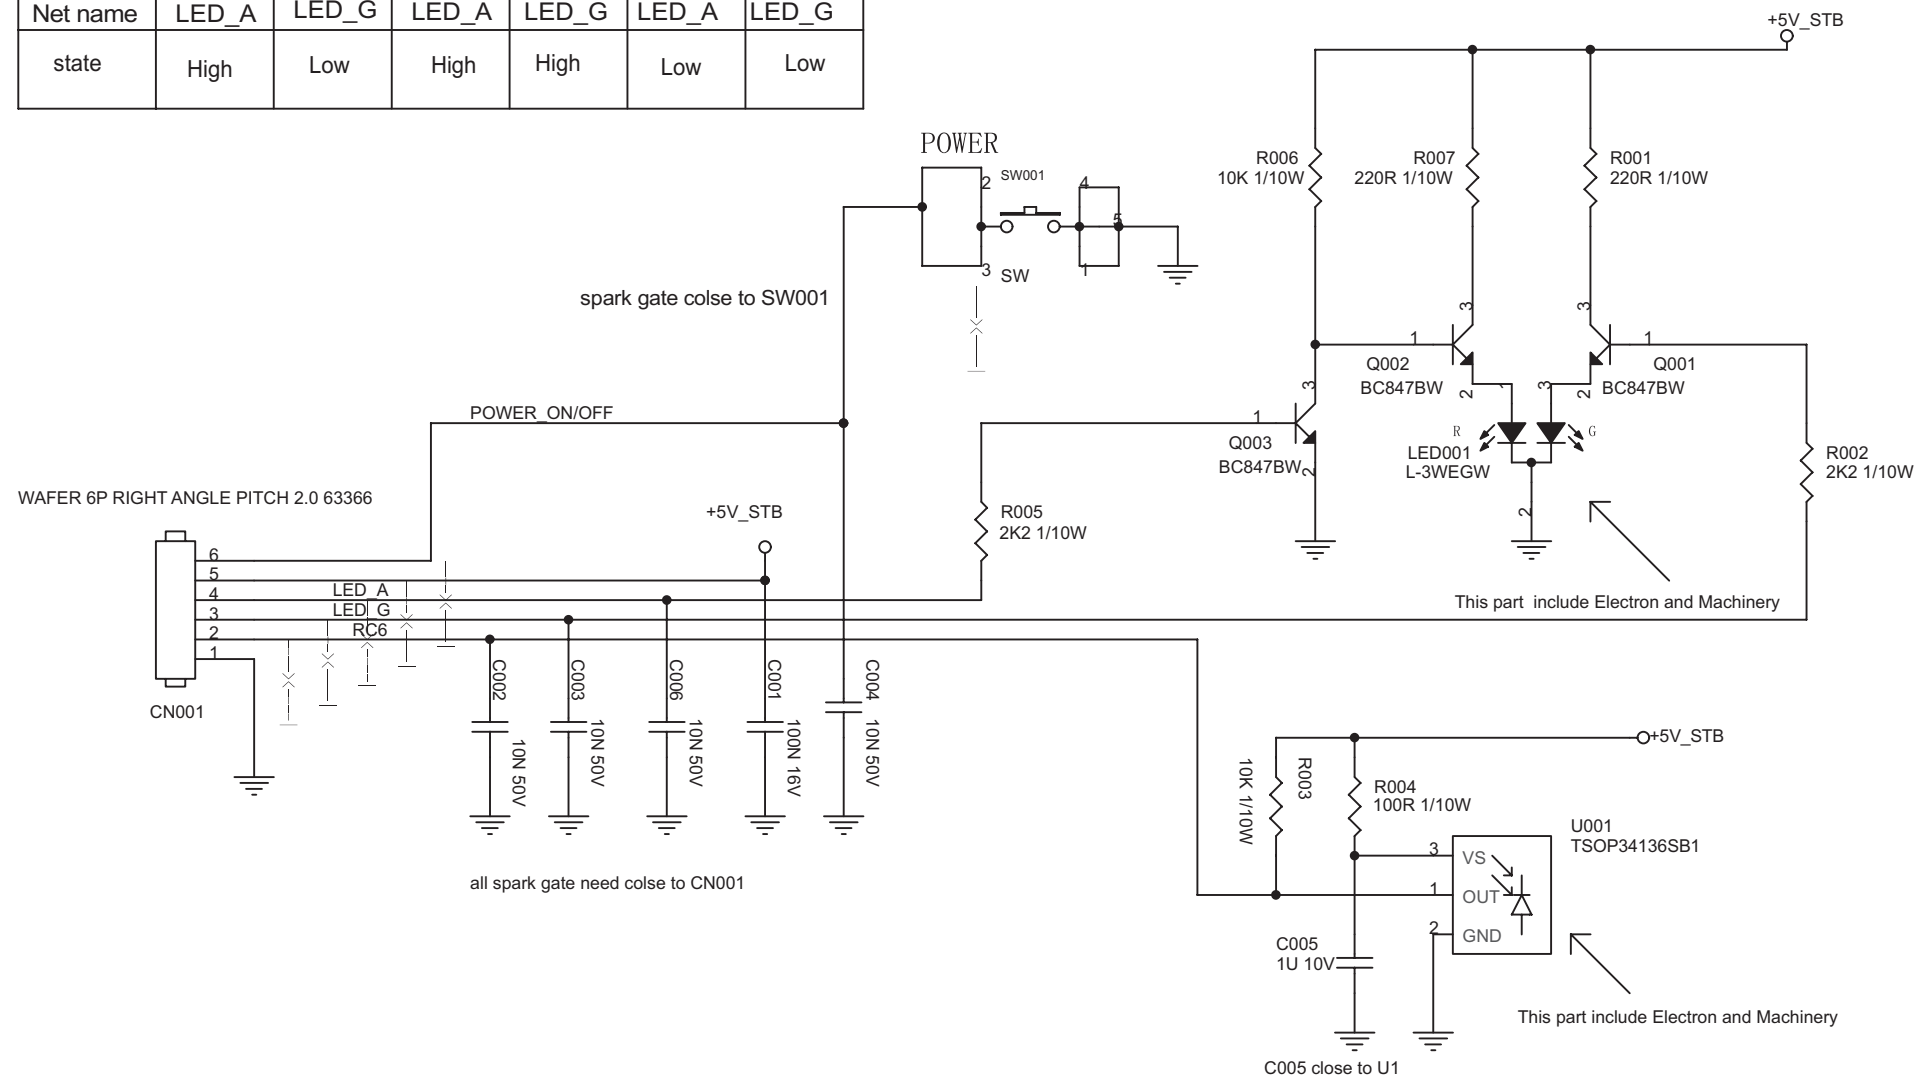 Net name LED_A LED_G LED_A LED_G LED_A LED_G
state High Low High High Low Low
+5V_STB
POWER
2 SW001 4
5
3 SW 1
R006
10K 1/10W
R007
220R 1/10W
R001
220R 1/10W
spark gate colse to SW001
3 3
1 1
Q002
BC847BW
Q001
BC847BW
2 1 3 2
POWER_ON/OFF
3
1
Q003
BC847BW
2
R G
LED001
L-3WEGW
2
R002
2K2 1/10W
WAFER 6P RIGHT ANGLE PITCH 2.0 63366
+5V_STB
R005
2K2 1/10W
6
5
4 LED_A
3 LED_G
2 RC6
1
CN001
This part include Electron and Machinery
C002
10N 50V
C003
10N 50V
C006
10N 50V
C001
100N 16V
C004
10N 50V
all spark gate need colse to CN001
+5V_STB
R003
10K 1/10W
R004
100R 1/10W
U001
TSOP34136SB1
3 VS
1 OUT
2 GND
C005
1U 10V
This part include Electron and Machinery
C005 close to U1